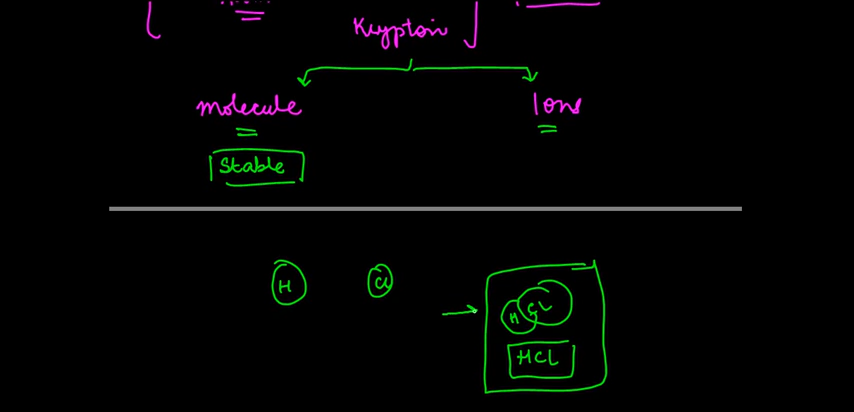 Krypton
molecule Ions
Stable
H Cl
H CL
HCL